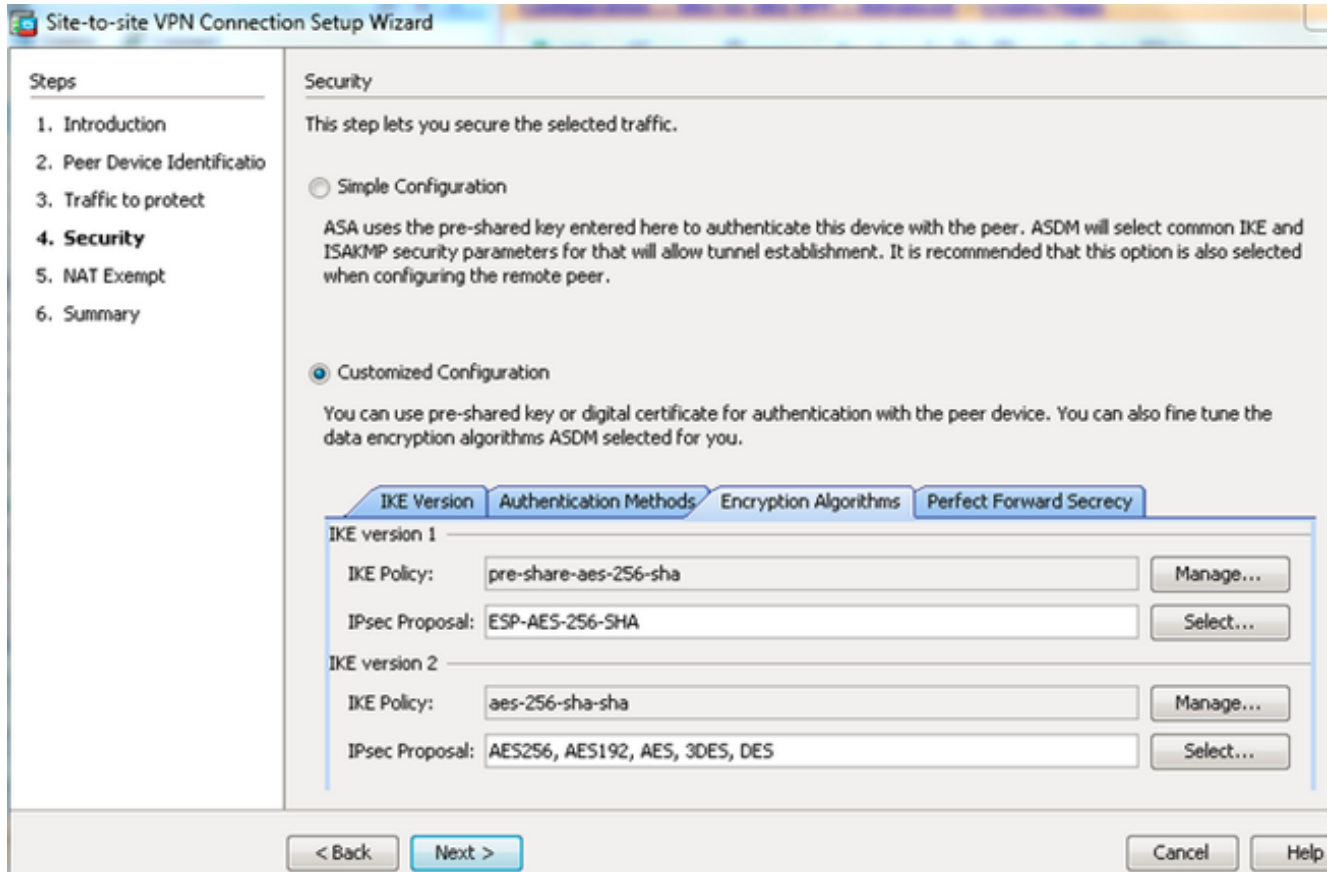 Site-to-site VPN Connection Setup Wizard
Steps
1. Introduction
2. Peer Device Identificatio
3. Traffic to protect
4. Security
5. NAT Exempt
6. Summary
Security
This step lets you secure the selected traffic.
Simple Configuration
ASA uses the pre-shared key entered here to authenticate this device with the peer. ASDM will select common IKE and
ISAKMP security parameters for that will allow tunnel establishment. It is recommended that this option is also selected
when configuring the remote peer.
Customized Configuration
You can use pre-shared key or digital certificate for authentication with the peer device. You can also fine tune the
data encryption algorithms ASDM selected for you.
IKE Version Authentication Methods Encryption Algorithms Perfect Forward Secrecy
IKE version 1
IKE Policy: pre-share-aes-256-sha Manage...
IPsec Proposal: ESP-AES-256-SHA Select...
IKE version 2
IKE Policy: aes-256-sha-sha Manage...
IPsec Proposal: AES256, AES192, AES, 3DES, DES Select...
< Back Next > Cancel Help